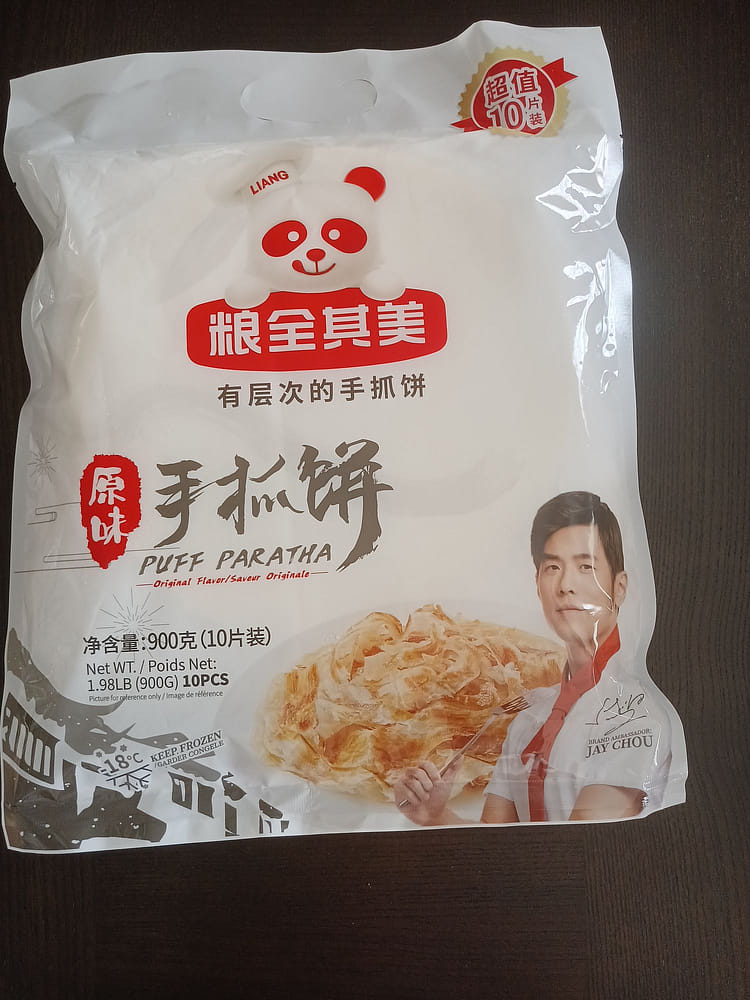 超值
10片装
LIANG
粮全其美
有层次的手抓饼
原味
手抓饼
PUFF PARATHA
Original Flavor/Saveur Originale
净含量:900克(10片装)
Net WT. / Poids Net:
1.98LB (900G) 10PCS
Picture for reference only / Image de référence
-18°C
KEEP FROZEN
/GARDER CONGELE
BRAND AMBASSADOR:
JAY CHOU